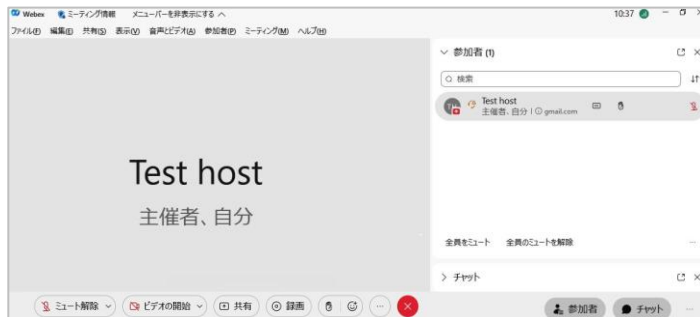 Webex ミーティング情報 メニューバーを非表示にする 10:37
ファイル(F) 編集(E) 共有(S) 表示(V) 音声とビデオ(A) 参加者(P) ミーティング(M) ヘルプ(H)
参加者 (1)
検索
Test host
主催者、自分 | gmail.com
Test host
主催者、自分
全員をミュート 全員のミュートを解除
チャット
ミュート解除 ビデオの開始 共有 録画 参加者 チャット